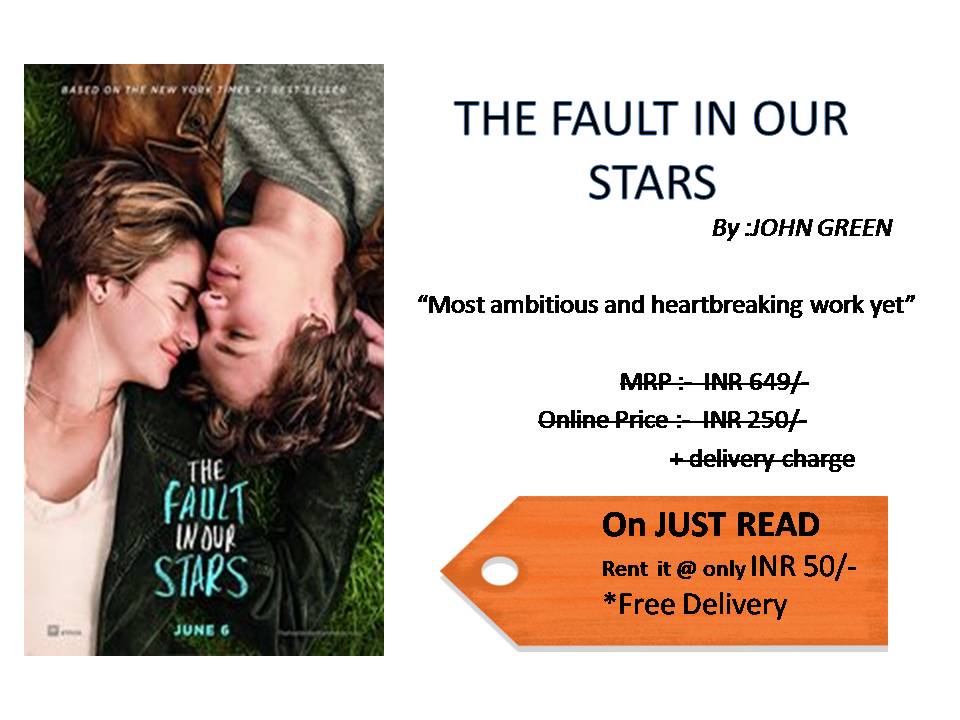 BASED ON THE NEW YORK TIMES #1 BEST SELLER
THE
FAULT
IN OUR
STARS
JUNE 6
THE FAULT IN OUR
STARS
By :JOHN GREEN
“Most ambitious and heartbreaking work yet”
MRP :- INR 649/-
Online Price :- INR 250/-
+ delivery charge
On JUST READ
Rent it @ only INR 50/-
*Free Delivery